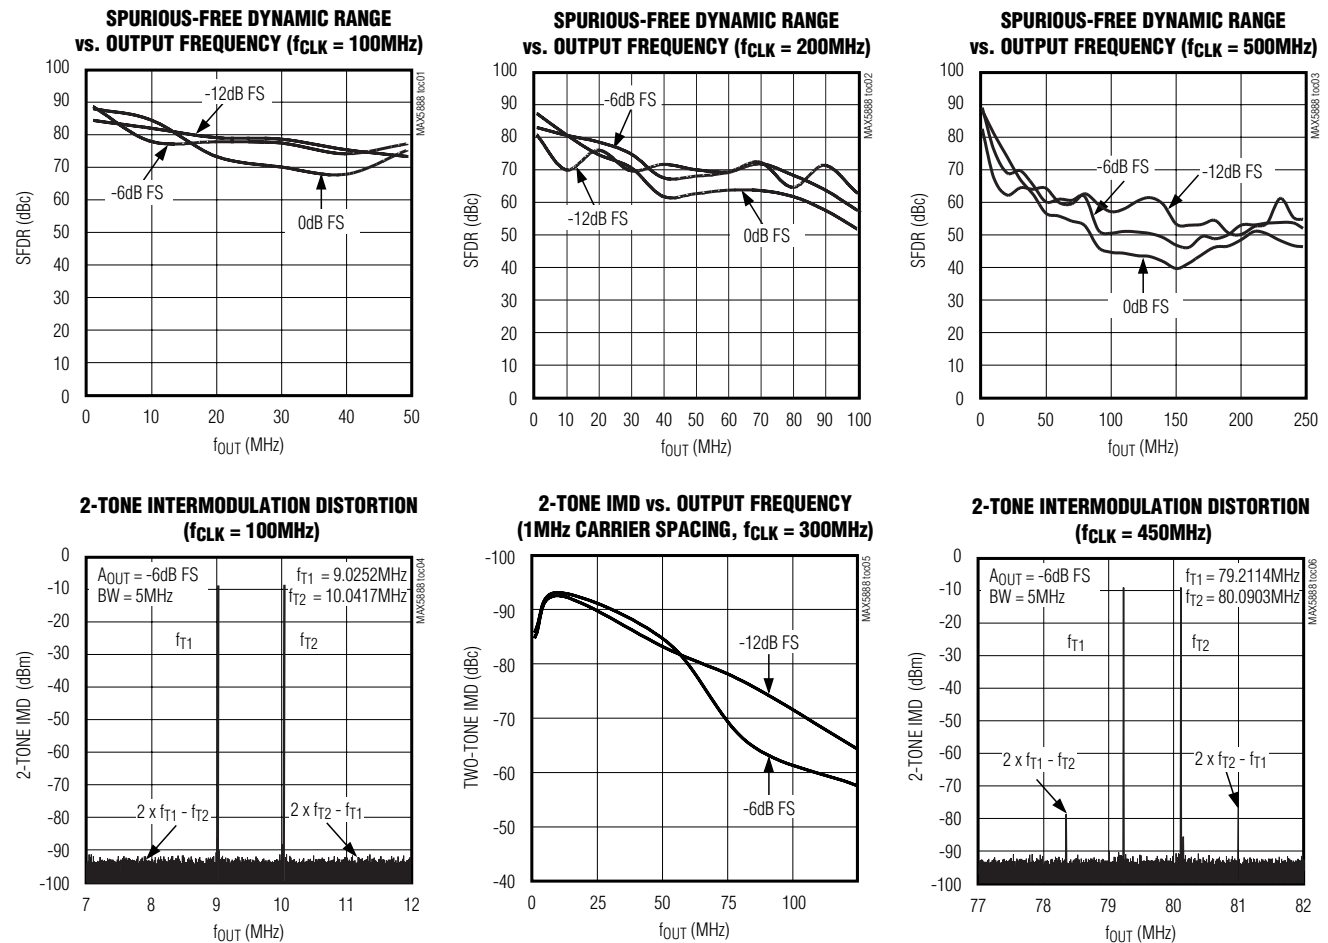 SPURIOUS-FREE DYNAMIC RANGE
vs. OUTPUT FREQUENCY (fCLK = 100MHz)
100
90
80
70
60
50
40
30
20
10
0
SFDR (dBc)
-12dB FS
-6dB FS
0dB FS
MAX5888 toc01
0 10 20 30 40 50
fOUT (MHz)
SPURIOUS-FREE DYNAMIC RANGE
vs. OUTPUT FREQUENCY (fCLK = 200MHz)
100
90
80
70
60
50
40
30
20
10
0
SFDR (dBc)
-6dB FS
-12dB FS
0dB FS
MAX5888 toc02
0 10 20 30 40 50 60 70 80 90 100
fOUT (MHz)
SPURIOUS-FREE DYNAMIC RANGE
vs. OUTPUT FREQUENCY (fCLK = 500MHz)
100
90
80
70
60
50
40
30
20
10
0
SFDR (dBc)
-6dB FS
-12dB FS
0dB FS
MAX5888 toc03
0 50 100 150 200 250
fOUT (MHz)
2-TONE INTERMODULATION DISTORTION
(fCLK = 100MHz)
0
-10
-20
-30
-40
-50
-60
-70
-80
-90
-100
2-TONE IMD (dBm)
AOUT = -6dB FS
BW = 5MHz
fT1 = 9.0252MHz
fT2 = 10.0417MHz
fT1
fT2
2 x fT1 - fT2
2 x fT2 - fT1
MAX5888 toc04
7 8 9 10 11 12
fOUT (MHz)
2-TONE IMD vs. OUTPUT FREQUENCY
(1MHz CARRIER SPACING, fCLK = 300MHz)
-100
-90
-80
-70
-60
-50
-40
TWO-TONE IMD (dBc)
-12dB FS
-6dB FS
MAX5888 toc05
0 25 50 75 100
fOUT (MHz)
2-TONE INTERMODULATION DISTORTION
(fCLK = 450MHz)
0
-10
-20
-30
-40
-50
-60
-70
-80
-90
-100
2-TONE IMD (dBm)
AOUT = -6dB FS
BW = 5MHz
fT1 = 79.2114MHz
fT2 = 80.0903MHz
fT1
fT2
2 x fT1 - fT2
2 x fT2 - fT1
MAX5888 toc06
77 78 79 80 81 82
fOUT (MHz)